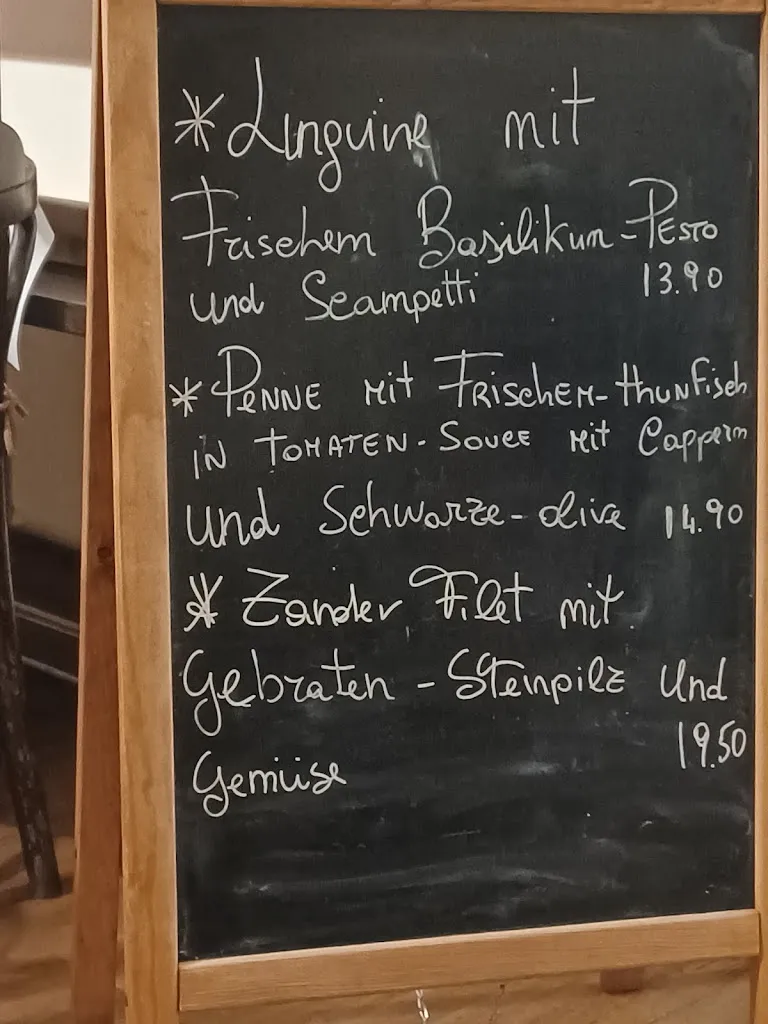 * Linguine mit
Frischem Basilikum-Pesto
und Scampetti 13.90
* PENNE Mit FRischem-thunfisch
IN TOMATEN-Souce Mit Cappern
und Schwarze-olive 14.90
* Zander Filet mit
Gebraten - Steinpilz Und
Gemüse 19.50